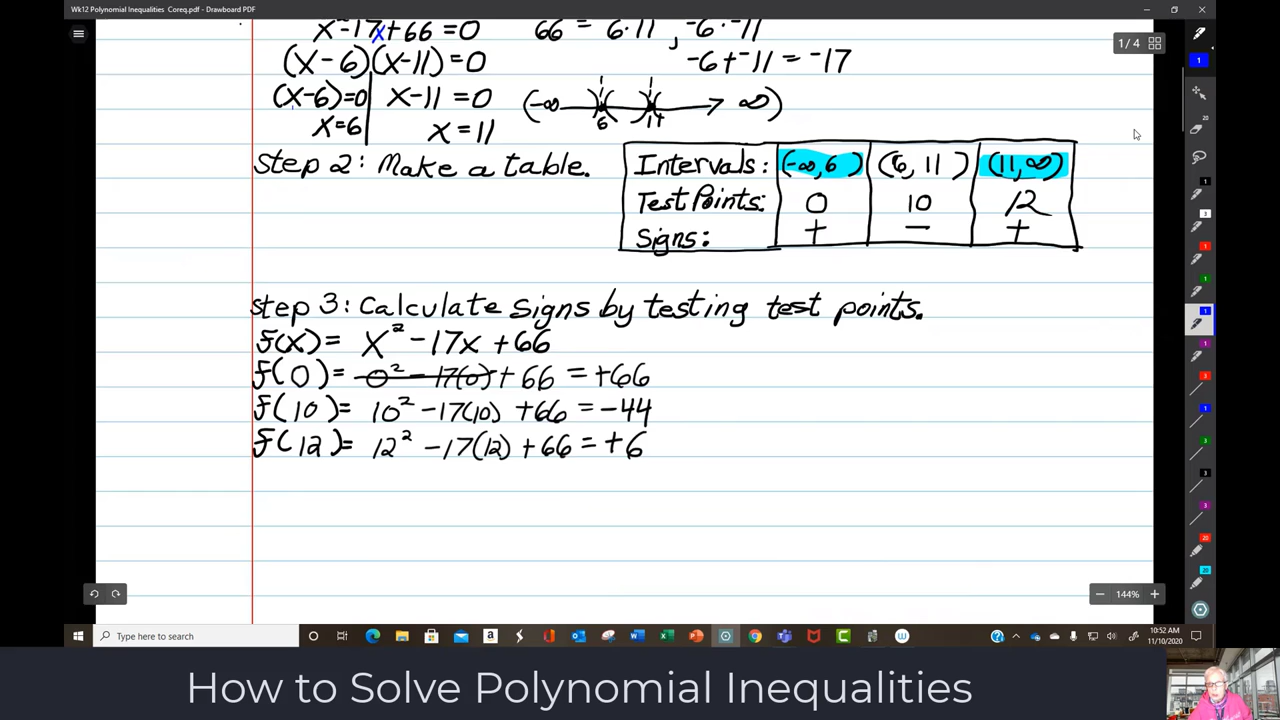 Wk12 Polynomial Inequalities Coreq.pdf - Drawboard PDF
1/4
x²-17x+66=0 66 = 6·11, -6·-11
(x-6)(x-11)=0 -6+-11=-17
(x-6)=0 x-11=0 (-∞ ∞)
x=6 x=11 6 11
Step 2: Make a table.
Intervals: (-∞,6) (6,11) (11,∞)
Test Points: 0 10 12
Signs: + - +
Step 3: Calculate signs by testing test points.
f(x)= x²-17x+66
f(0)= 0²-17(0)+66=+66
f(10)= 10²-17(10)+66=-44
f(12)= 12²-17(12)+66=+6
144%
Type here to search
10:52 AM
11/10/2020
How to Solve Polynomial Inequalities